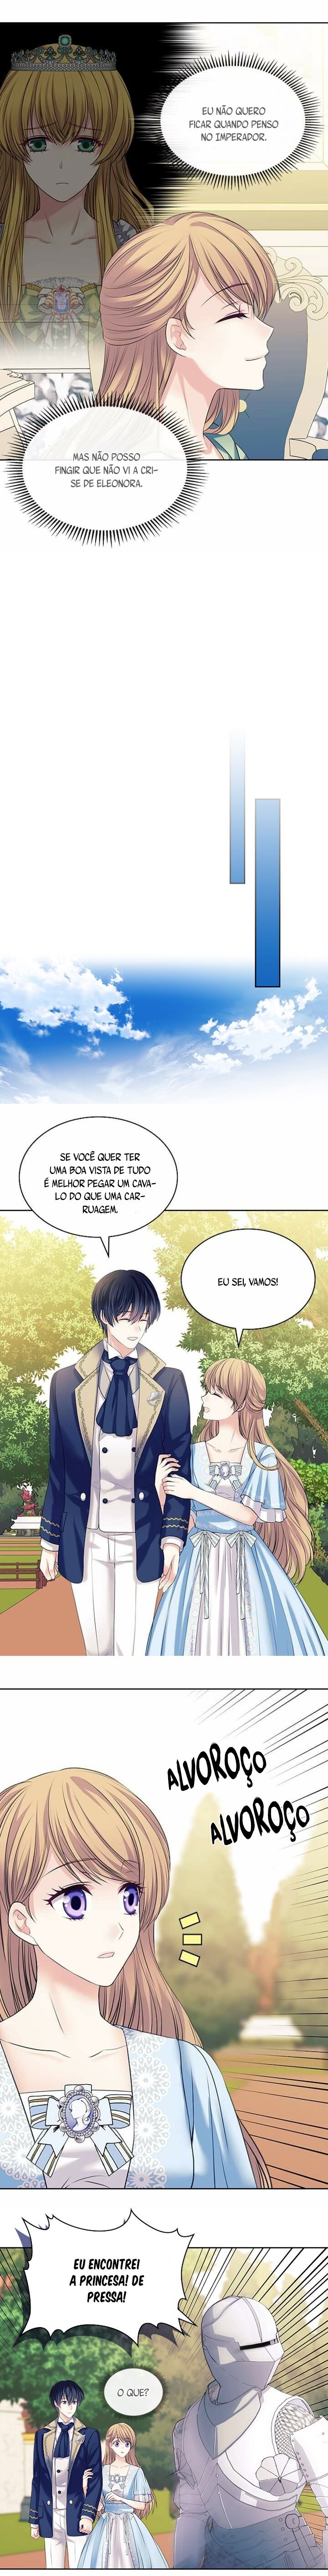 EU NÃO QUERO
FICAR QUANDO PENSO
NO IMPERADOR.
MAS NÃO POSSO
FINGIR QUE NÃO VI A CRI-
SE DE ELEONORA.
SE VOCÊ QUER TER
UMA BOA VISTA DE TUDO
É MELHOR PEGAR UM CAVA-
LO DO QUE UMA CAR-
RUAGEM.
EU SEI, VAMOS!
ALVOROÇO
ALVOROÇO
EU ENCONTREI
A PRINCESA! DE
PRESSA!
O QUE?